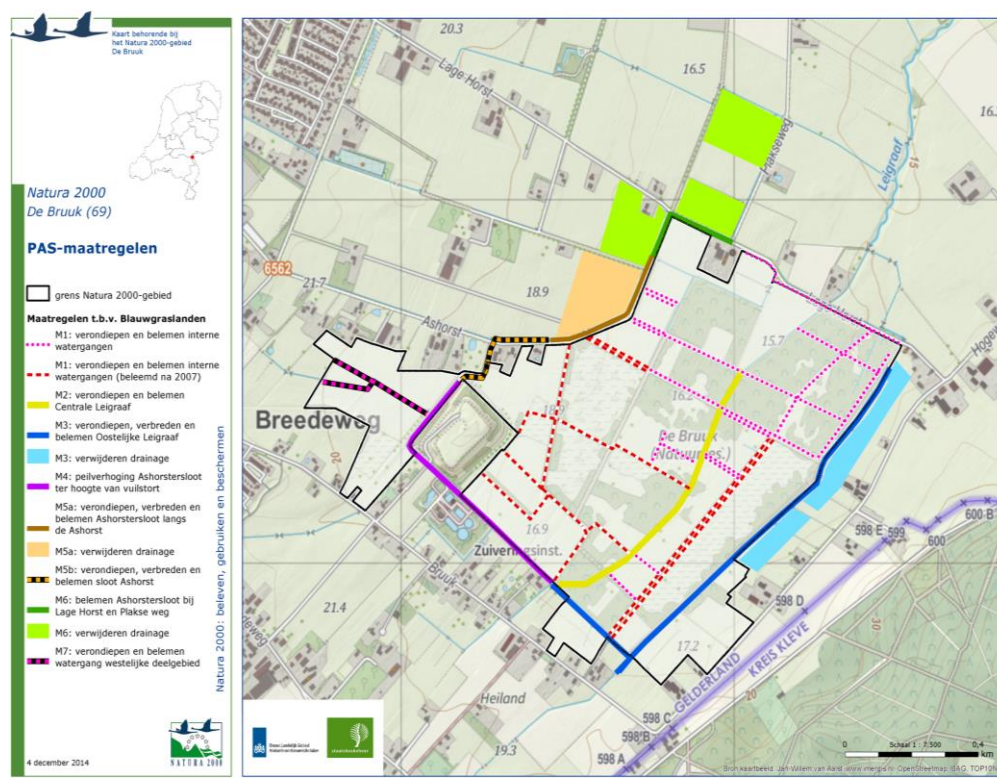 Kaart behorende bij
het Natura 2000-gebied
De Bruuk
Natura 2000
De Bruuk (69)
PAS-maatregelen
grens Natura 2000-gebied
Maatregelen t.b.v. Blauwgraslanden
M1: verondiepen en belemen interne
watergangen
M1: verondiepen en belemen interne
watergangen (beleemd na 2007)
M2: verondiepen en belemen
Centrale Leigraaf
M3: verondiepen, verbreden en
belemen Oostelijke Leigraaf
M3: verwijderen drainage
M4: peilverhoging Ashorstersloot
ter hoogte van vuilstort
M5a: verondiepen, verbreden en
belemen Ashorstersloot langs
de Ashorst
M5a: verwijderen drainage
M5b: verondiepen, verbreden en
belemen sloot Ashorst
M6: belemen Ashorstersloot bij
Lage Horst en Plakse weg
M6: verwijderen drainage
M7: verondiepen en belemen
watergang westelijke deelgebied
Natura 2000: beleven, gebruiken en beschermen
NATURA 2000
4 december 2014
20.3
Lage Horst
16.5
Plakseweg
Leigraaf
15
6562
21.7
18.9
Ashorst
15.7
Hoge
16.2
Breedeweg
De Bruuk
(Natuurres.)
20
16.9
Zuiveringsinst.
Bruuk
21.4
600 B
600
599
598 E
598 D
30
17.2
GELDERLAND
KREIS KLEVE
20
Heiland
598 C
598 B
598 A
19.3
0
Schaal 1 : 7.500
0,4
km